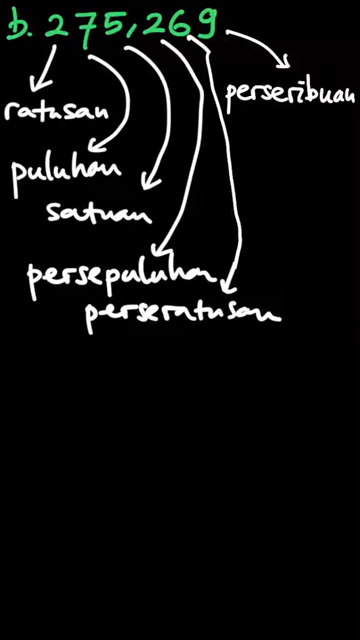 b. 275,269
perseribuan
ratusan
puluhan
satuan
persepuluhan
perseratusan